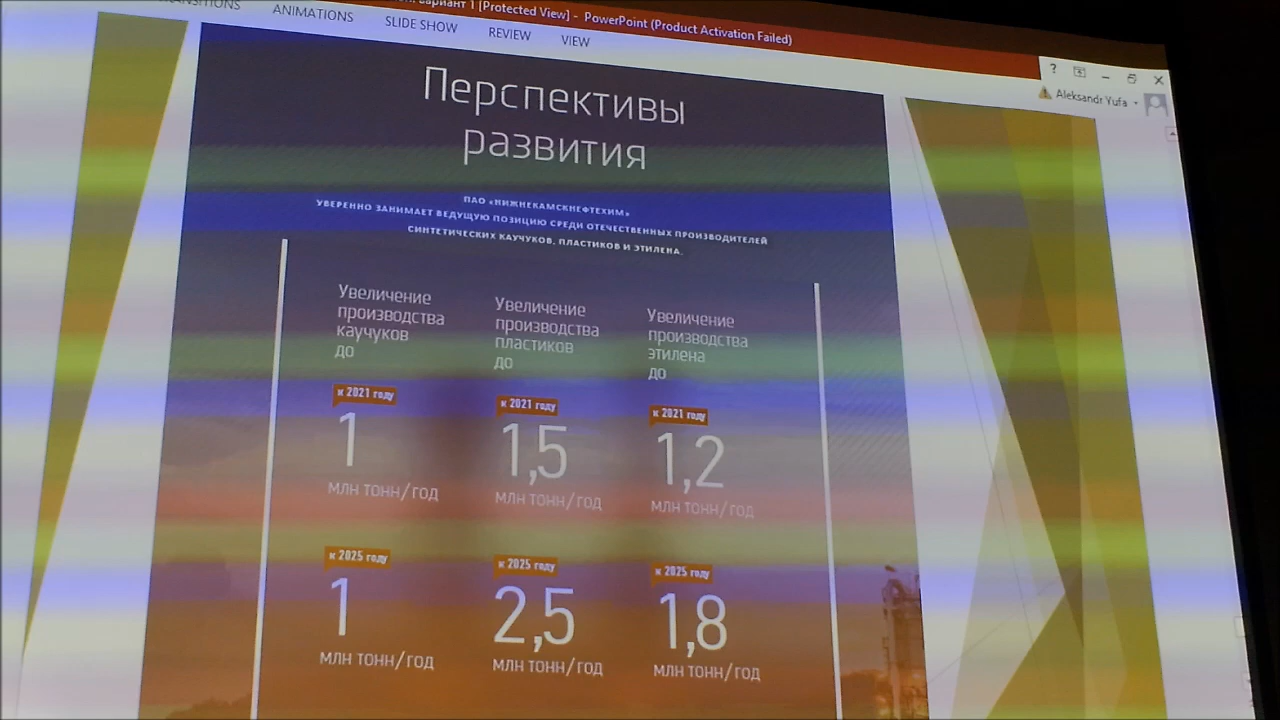 вариант 1 [Protected View] - PowerPoint (Product Activation Failed)
ANIMATIONS SLIDE SHOW REVIEW VIEW
?
Aleksandr Yufa
Перспективы
развития
ПАО «НИЖНЕКАМСКНЕФТЕХИМ»
УВЕРЕННО ЗАНИМАЕТ ВЕДУЩУЮ ПОЗИЦИЮ СРЕДИ ОТЕЧЕСТВЕННЫХ ПРОИЗВОДИТЕЛЕЙ
СИНТЕТИЧЕСКИХ КАУЧУКОВ, ПЛАСТИКОВ И ЭТИЛЕНА.
Увеличение
производства
каучуков
до
к 2021 году
1
млн тонн/год
к 2025 году
1
млн тонн/год
Увеличение
производства
пластиков
до
к 2021 году
1,5
млн тонн/год
к 2025 году
2,5
млн тонн/год
Увеличение
производства
этилена
до
к 2021 году
1,2
млн тонн/год
к 2025 году
1,8
млн тонн/год